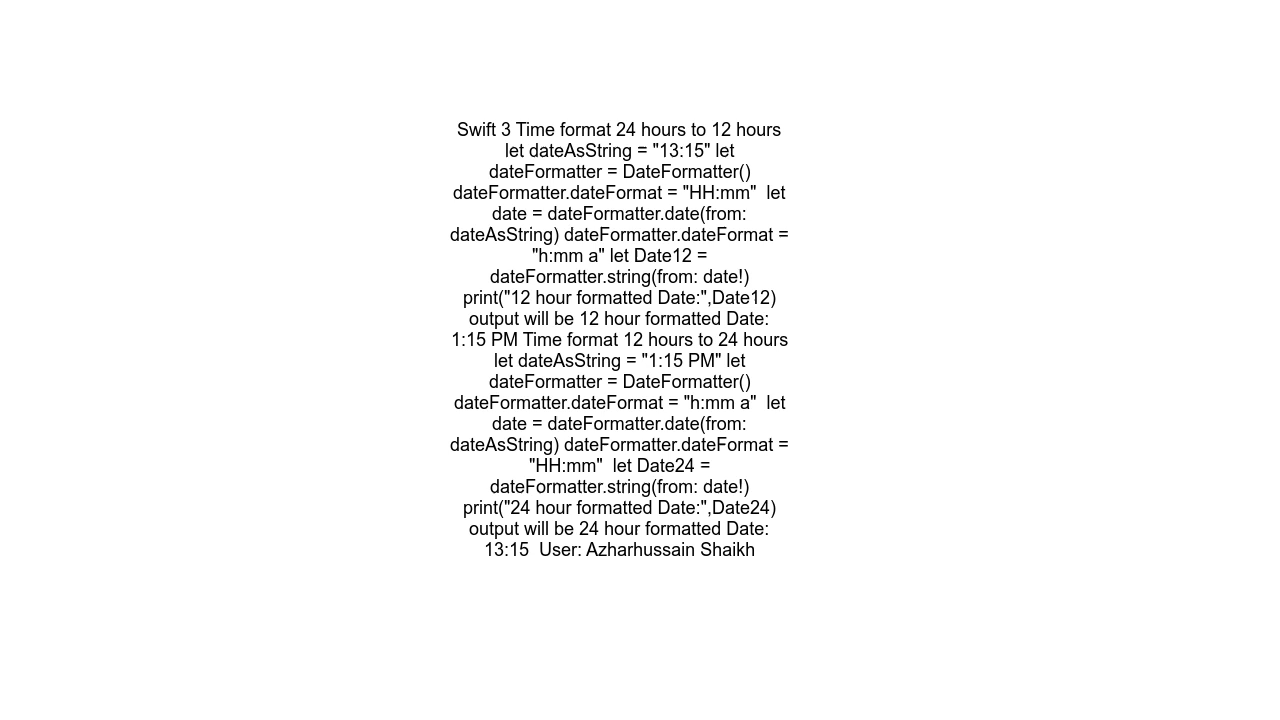 Swift 3 Time format 24 hours to 12 hours
let dateAsString = "13:15" let
dateFormatter = DateFormatter()
dateFormatter.dateFormat = "HH:mm"  let
date = dateFormatter.date(from:
dateAsString) dateFormatter.dateFormat =
"h:mm a" let Date12 =
dateFormatter.string(from: date!)
print("12 hour formatted Date:",Date12)
output will be 12 hour formatted Date:
1:15 PM Time format 12 hours to 24 hours
let dateAsString = "1:15 PM" let
dateFormatter = DateFormatter()
dateFormatter.dateFormat = "h:mm a"  let
date = dateFormatter.date(from:
dateAsString) dateFormatter.dateFormat =
"HH:mm"  let Date24 =
dateFormatter.string(from: date!)
print("24 hour formatted Date:",Date24)
output will be 24 hour formatted Date:
13:15  User: Azharhussain Shaikh